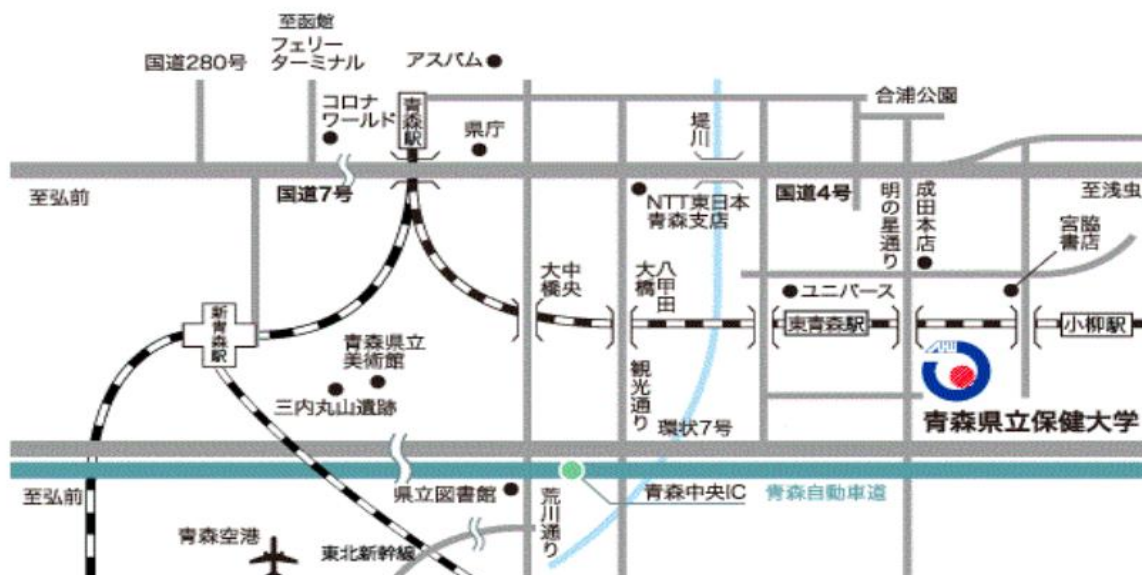 至函館
フェリー
ターミナル
国道280号
アスパム
コロナ
ワールド
青森駅
県庁
合浦公園
堤川
至弘前
国道7号
NTT東日本
青森支店
国道4号
明の星通り
成田本店
至浅虫
宮脇
書店
中央
大橋
八甲田
大橋
ユニバース
新青森駅
東青森駅
小柳駅
青森県立
美術館
三内丸山遺跡
観光通り
環状7号
AUHW
青森県立保健大学
至弘前
県立図書館
荒川通り
青森中央IC
青森自動車道
青森空港
東北新幹線